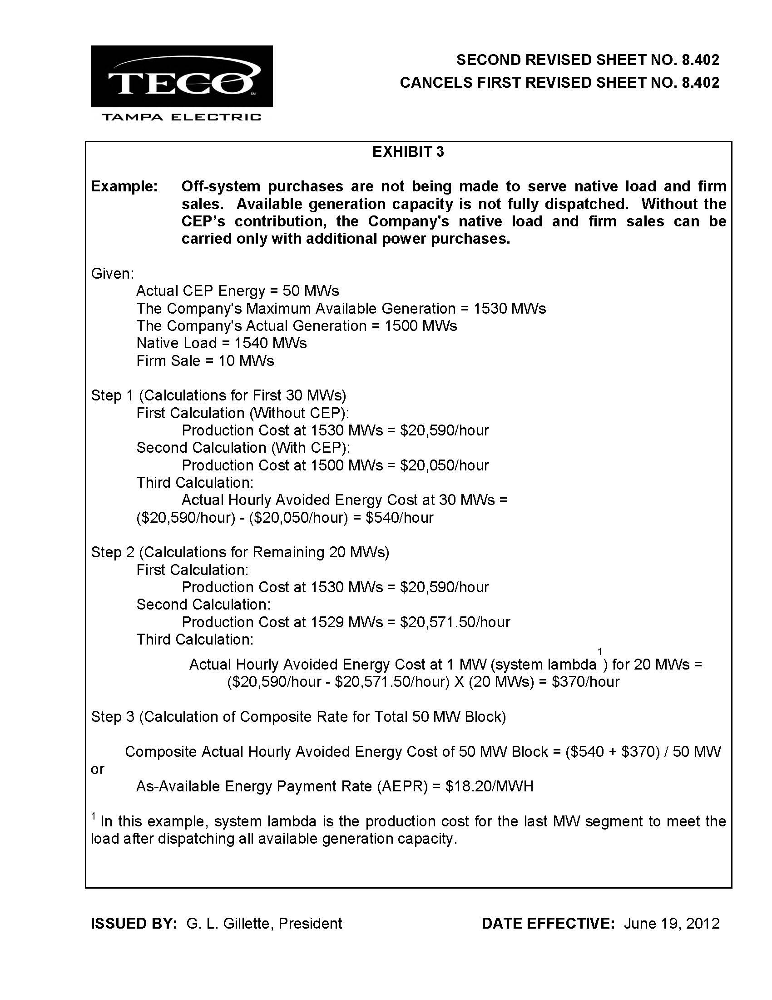 TECO
SM
TAMPA ELECTRIC
SECOND REVISED SHEET NO. 8.402
CANCELS FIRST REVISED SHEET NO. 8.402
EXHIBIT 3
Example: Off-system purchases are not being made to serve native load and firm
sales. Available generation capacity is not fully dispatched. Without the
CEP’s contribution, the Company's native load and firm sales can be
carried only with additional power purchases.
Given:
Actual CEP Energy = 50 MWs
The Company's Maximum Available Generation = 1530 MWs
The Company's Actual Generation = 1500 MWs
Native Load = 1540 MWs
Firm Sale = 10 MWs
Step 1 (Calculations for First 30 MWs)
First Calculation (Without CEP):
Production Cost at 1530 MWs = $20,590/hour
Second Calculation (With CEP):
Production Cost at 1500 MWs = $20,050/hour
Third Calculation:
Actual Hourly Avoided Energy Cost at 30 MWs =
($20,590/hour) - ($20,050/hour) = $540/hour
Step 2 (Calculations for Remaining 20 MWs)
First Calculation:
Production Cost at 1530 MWs = $20,590/hour
Second Calculation:
Production Cost at 1529 MWs = $20,571.50/hour
Third Calculation:
Actual Hourly Avoided Energy Cost at 1 MW (system lambda¹) for 20 MWs =
($20,590/hour - $20,571.50/hour) X (20 MWs) = $370/hour
Step 3 (Calculation of Composite Rate for Total 50 MW Block)
Composite Actual Hourly Avoided Energy Cost of 50 MW Block = ($540 + $370) / 50 MW
or
As-Available Energy Payment Rate (AEPR) = $18.20/MWH
¹ In this example, system lambda is the production cost for the last MW segment to meet the
load after dispatching all available generation capacity.
ISSUED BY: G. L. Gillette, President
DATE EFFECTIVE: June 19, 2012